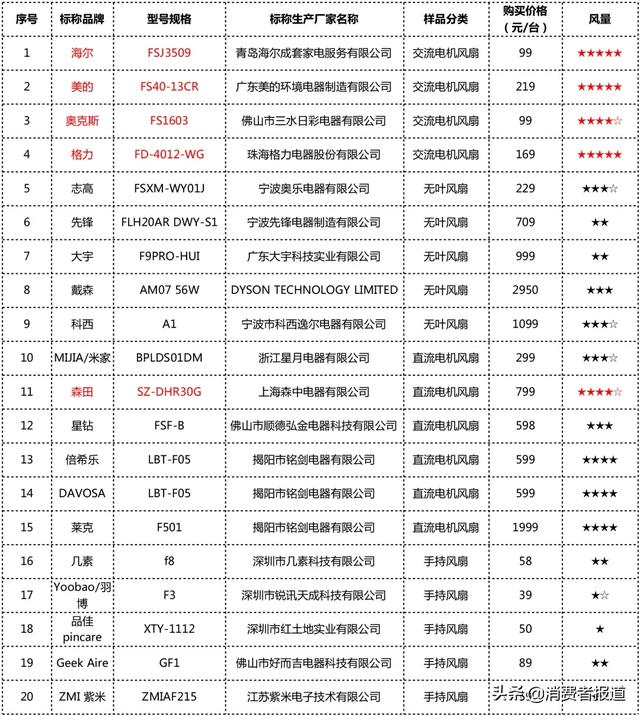 序号 标称品牌 型号规格 标称生产厂家名称 样品分类 购买价格（元/台） 风量
1 海尔 FSJ3509 青岛海尔成套家电服务有限公司 交流电机风扇 99 ★★★★★
2 美的 FS40-13CR 广东美的环境电器制造有限公司 交流电机风扇 219 ★★★★★
3 奥克斯 FS1603 佛山市三水日彩电器有限公司 交流电机风扇 99 ★★★★☆
4 格力 FD-4012-WG 珠海格力电器股份有限公司 交流电机风扇 169 ★★★★★
5 志高 FSXM-WY01J 宁波奥乐电器有限公司 无叶风扇 229 ★★★☆
6 先锋 FLH20AR DWY-S1 宁波先锋电器制造有限公司 无叶风扇 709 ★★
7 大宇 F9PRO-HUI 广东大宇科技实业有限公司 无叶风扇 999 ★★
8 戴森 AM07 56W DYSON TECHNOLOGY LIMITED 无叶风扇 2950 ★★★
9 科西 A1 宁波市科西逸尔电器有限公司 无叶风扇 1099 ★★★☆
10 MIJIA/米家 BPLDS01DM 浙江星月电器有限公司 直流电机风扇 299 ★★★☆
11 森田 SZ-DHR30G 上海森中电器有限公司 直流电机风扇 799 ★★★★☆
12 星钻 FSF-B 佛山市顺德弘金电器科技有限公司 直流电机风扇 598 ★★★
13 倍希乐 LBT-F05 揭阳市铭剑电器有限公司 直流电机风扇 599 ★★★★
14 DAVOSA LBT-F05 揭阳市铭剑电器有限公司 直流电机风扇 599 ★★★★
15 莱克 F501 揭阳市铭剑电器有限公司 直流电机风扇 1999 ★★★★
16 几素 f8 深圳市几素科技有限公司 手持风扇 58 ★★
17 Yoobao/羽博 F3 深圳市锐讯天成科技有限公司 手持风扇 39 ★☆
18 品佳 pincare XTY-1112 深圳市红土地实业有限公司 手持风扇 50 ★
19 Geek Aire GF1 佛山市好而吉电器科技有限公司 手持风扇 89 ★★
20 ZMI 紫米 ZMIAF215 江苏紫米电子技术有限公司 手持风扇
头条 @消费者报道